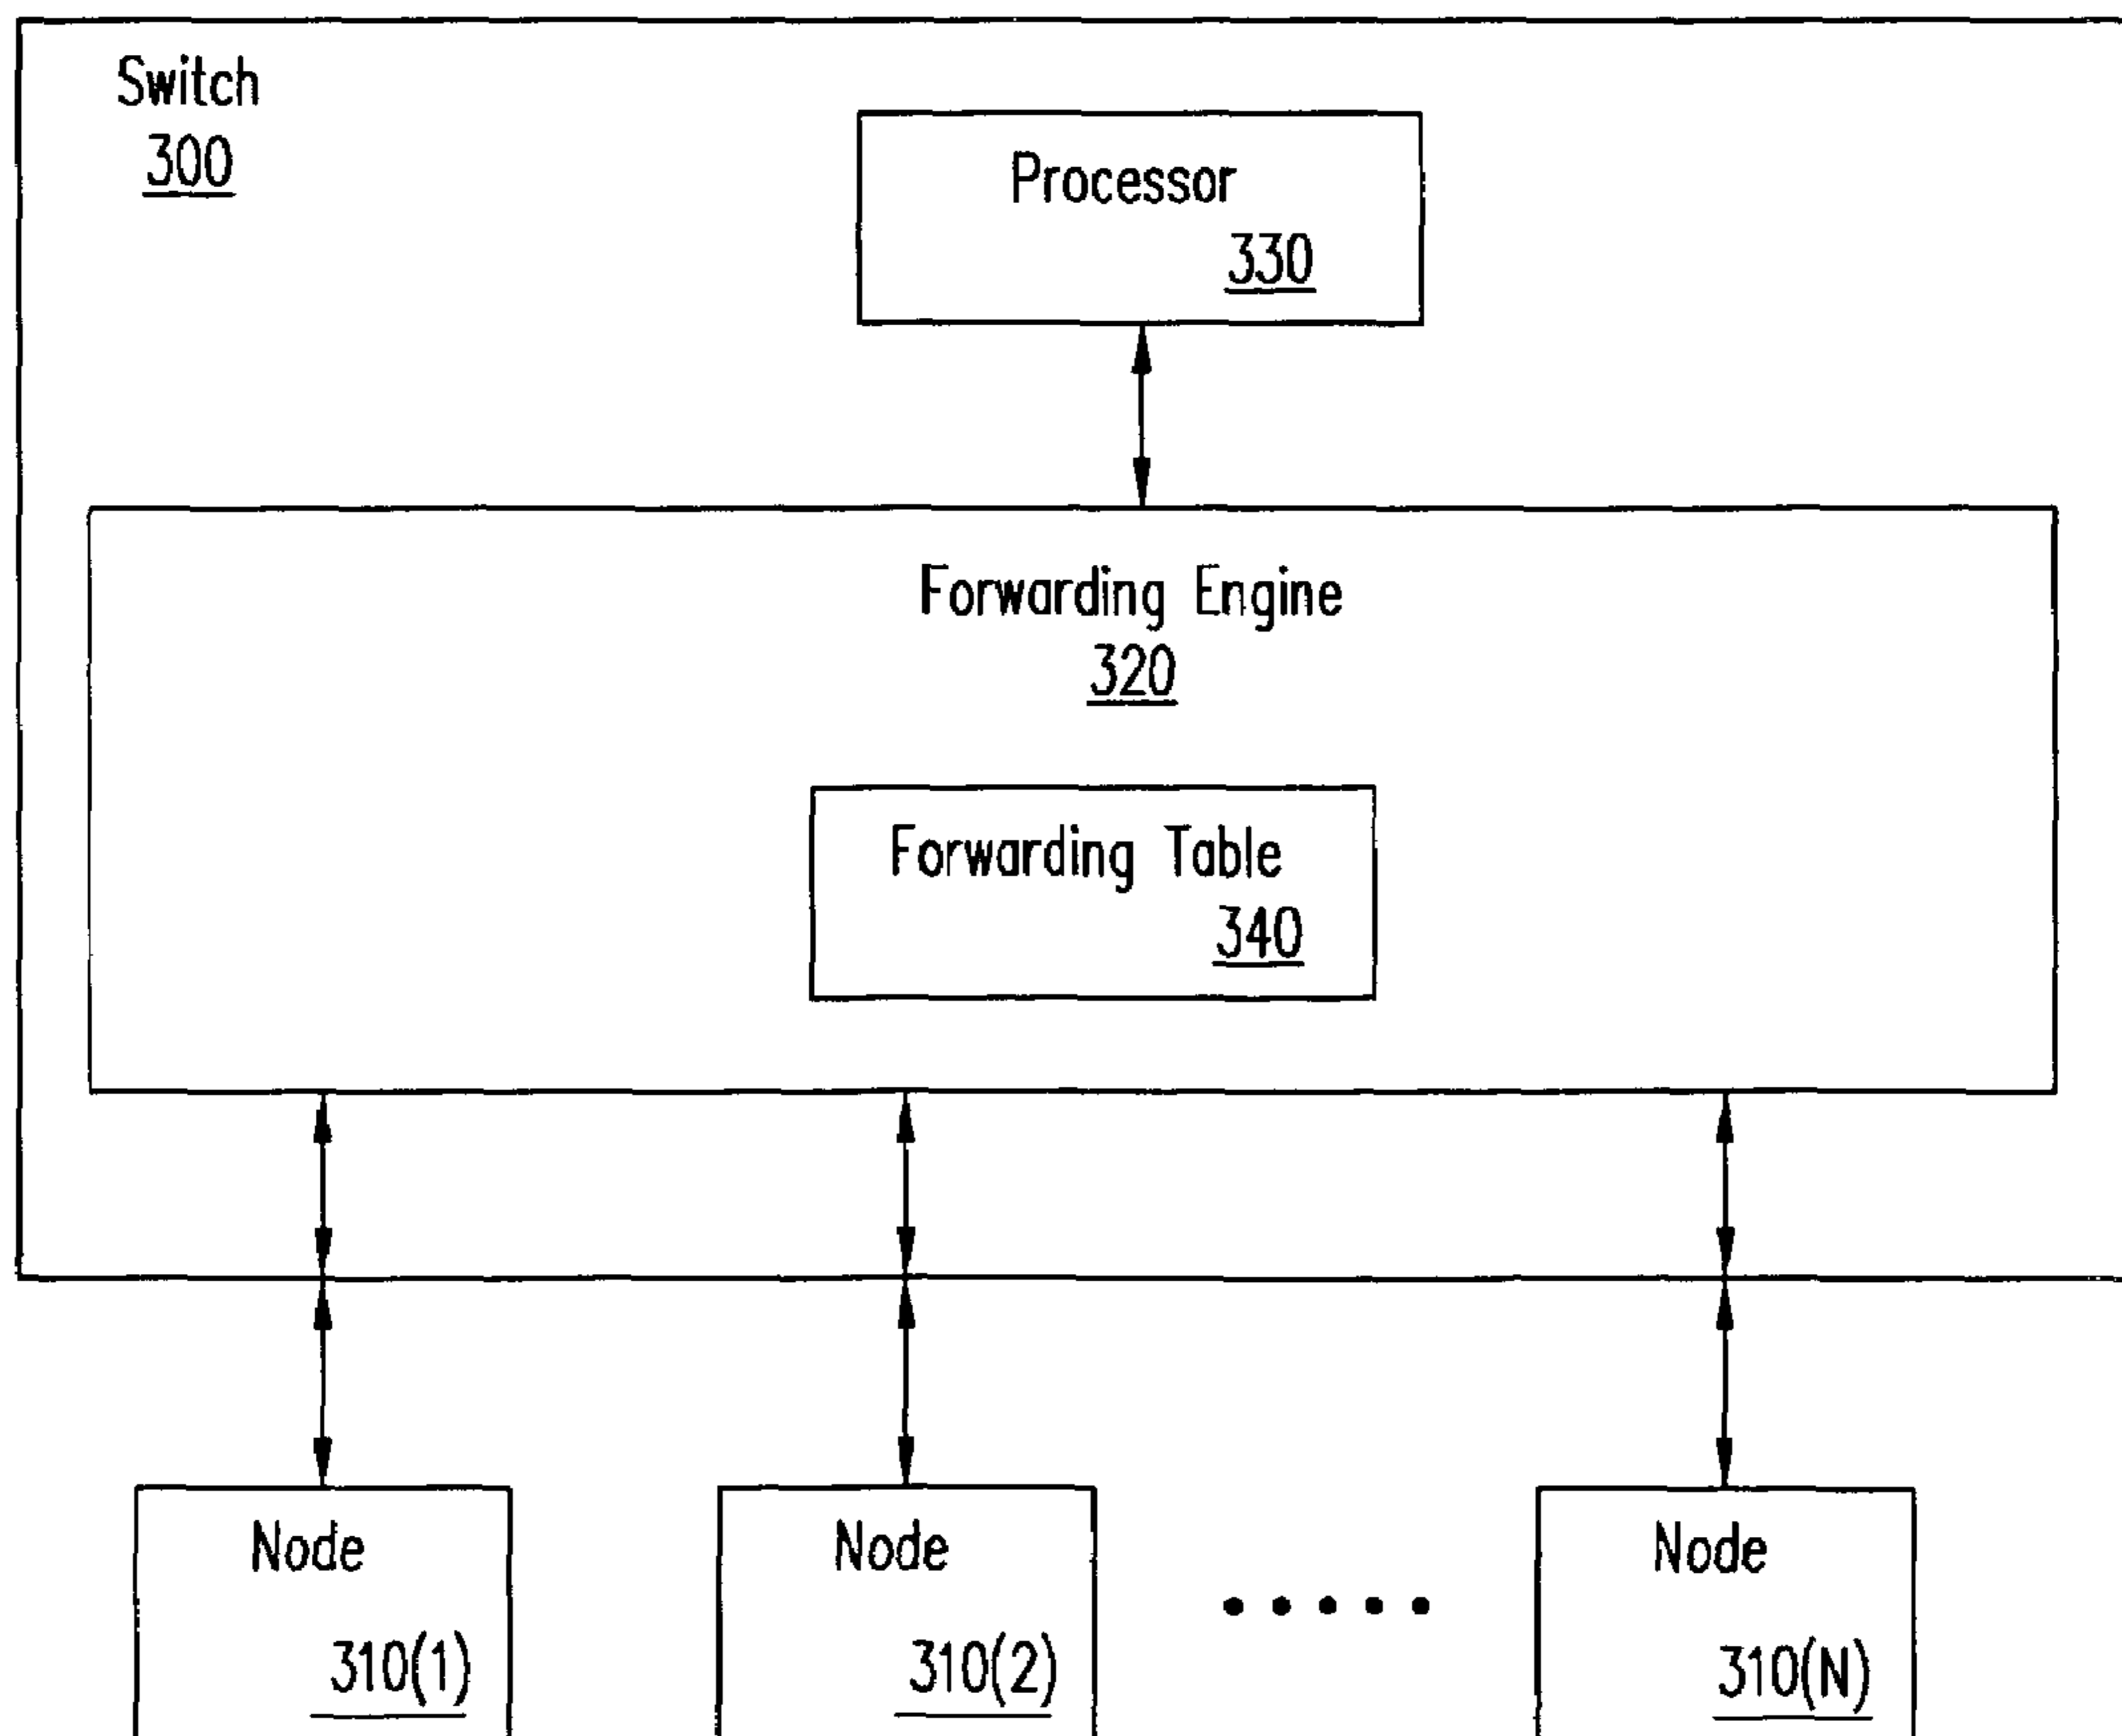 Switch
300
Processor
330
Forwarding Engine
320
Forwarding Table
340
Node
310(1)
Node
310(2)
Node
310(N)